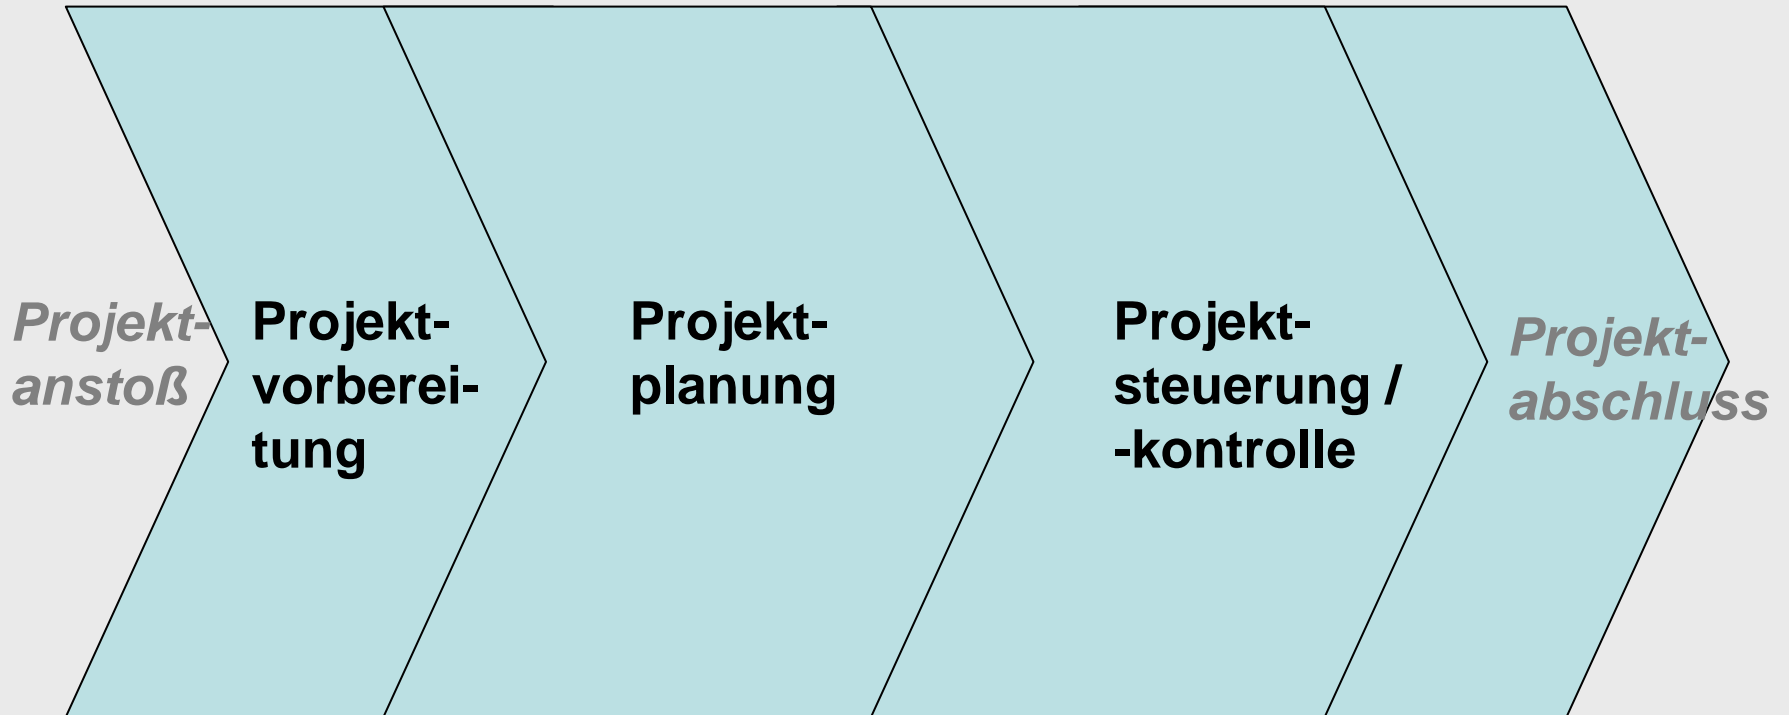 Projekt-
anstoß
Projekt-
vorberei-
tung
Projekt-
planung
Projekt-
steuerung /
-kontrolle
Projekt-
abschluss